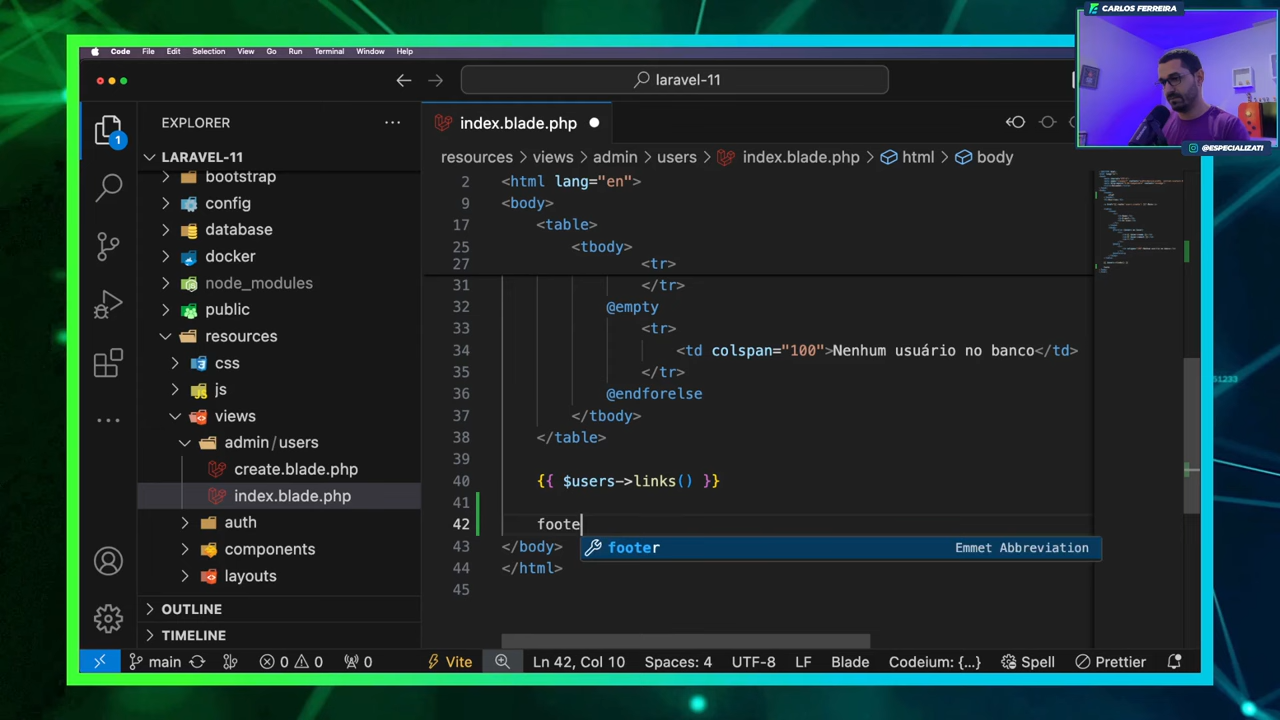 CARLOS FERREIRA
Code File Edit Selection View Go Run Terminal Window Help
laravel-11
@ESPECIALIZATI
EXPLORER
LARAVEL-11
bootstrap
config
database
docker
node_modules
public
resources
css
js
views
admin/users
create.blade.php
index.blade.php
auth
components
layouts
OUTLINE
TIMELINE
1
index.blade.php
resources > views > admin > users > index.blade.php > html > body
2 <html lang="en">
9 <body>
17 <table>
25 <tbody>
27 <tr>
31 </tr>
32 @empty
33 <tr>
34 <td colspan="100">Nenhum usuário no banco</td>
35 </tr>
36 @endforelse
37 </tbody>
38 </table>
39
40 {{ $users->links() }}
41
42 foote
footer Emmet Abbreviation
43 </body>
44 </html>
45
main 0 0 0 Vite Ln 42, Col 10 Spaces: 4 UTF-8 LF Blade Codeium: {...} Spell Prettier